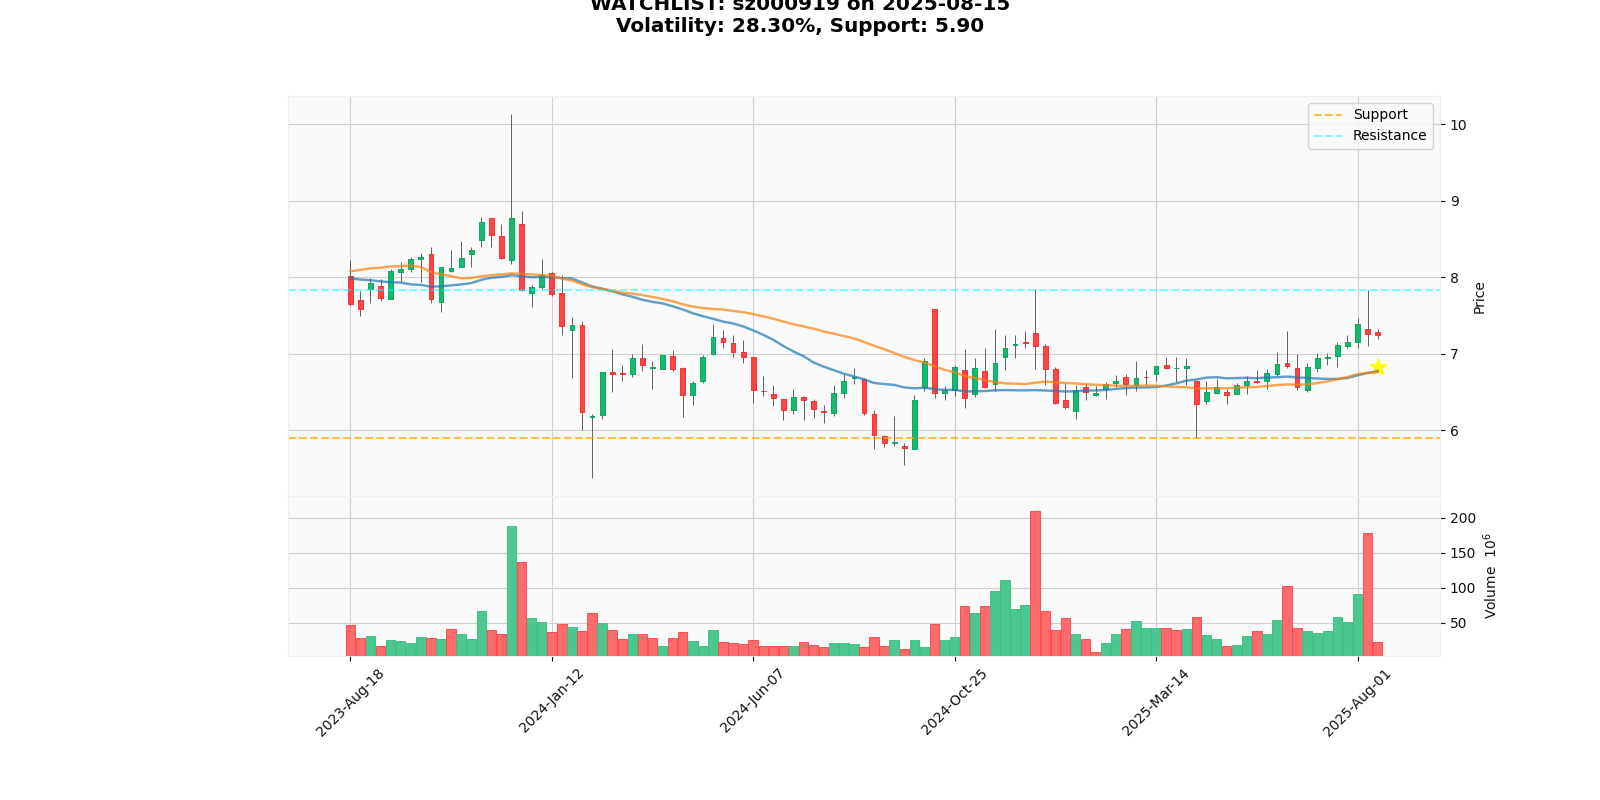 WATCHLIST: sz000919 on 2025-08-15
Volatility: 28.30%, Support: 5.90
Support
Resistance
10
9
8
7
6
Price
200
150
100
50
Volume 10^6
2023-Aug-18
2024-Jan-12
2024-Jun-07
2024-Oct-25
2025-Mar-14
2025-Aug-01